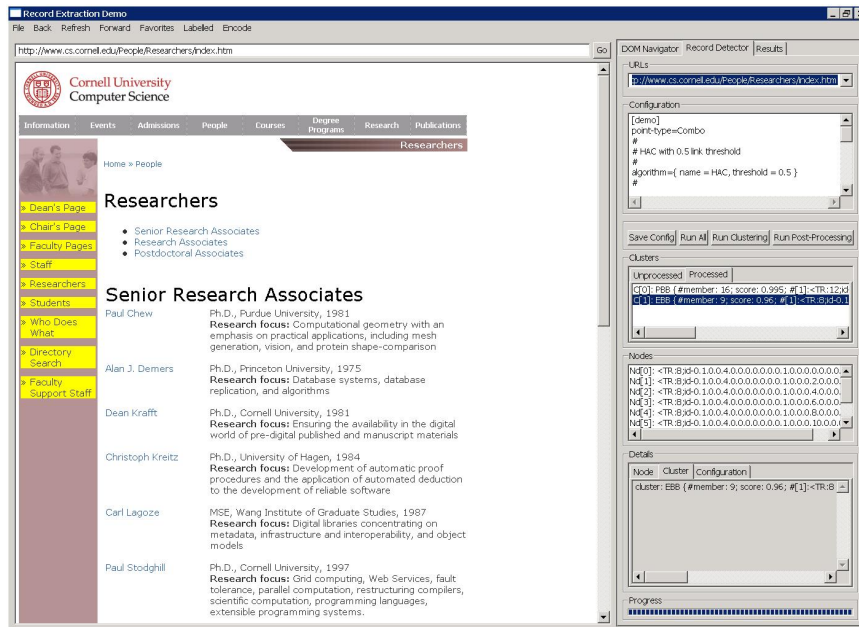 Record Extraction Demo
File Back Refresh Forward Favorites Labelled Encode
http://www.cs.cornell.edu/People/Researchers/index.htm
Go
Cornell University
Computer Science
Information Events Admissions People Courses Degree Programs Research Publications
Researchers
Home » People
» Dean's Page
» Chair's Page
» Faculty Pages
» Staff
» Researchers
» Students
» Who Does
What
» Directory
Search
» Faculty
Support Staff
Researchers
• Senior Research Associates
• Research Associates
• Postdoctoral Associates
Senior Research Associates
Paul Chew Ph.D., Purdue University, 1981
Research focus: Computational geometry with an
emphasis on practical applications, including mesh
generation, vision, and protein shape-comparison
Alan J. Demers Ph.D., Princeton University, 1975
Research focus: Database systems, database
replication, and algorithms
Dean Krafft Ph.D., Cornell University, 1981
Research focus: Ensuring the availability in the digital
world of pre-digital published and manuscript materials
Christoph Kreitz Ph.D., University of Hagen, 1984
Research focus: Development of automatic proof
procedures and the application of automated deduction
to the development of reliable software
Carl Lagoze MSE, Wang Institute of Graduate Studies, 1987
Research focus: Digital libraries concentrating on
metadata, infrastructure and interoperability, and object
models
Paul Stodghill Ph.D., Cornell University, 1997
Research focus: Grid computing, Web Services, fault
tolerance, parallel computation, restructuring compilers,
scientific computation, programming languages,
extensible programming systems.
DOM Navigator Record Detector Results
URLs
tp://www.cs.cornell.edu/People/Researchers/index.htm
Configuration
[demo]
point-type=Combo
#
# HAC with 0.5 link threshold
#
algorithm={ name = HAC, threshold = 0.5 }
#
Save Config Run All Run Clustering Run Post-Processing
Clusters
Unprocessed Processed
C[0]: PBB {#member: 16; score: 0.995; #[1]:<TR:12;id
C[1]: EBB {#member: 9; score: 0.96; #[1]:<TR:8;id-0.1
Nodes
Nd[0]: <TR:8;id-0.1.0.0.4.0.0.0.0.0.0.1.0.0.0.0.0.0.
Nd[1]: <TR:8;id-0.1.0.0.4.0.0.0.0.0.0.1.0.0.0.2.0.0.0.
Nd[2]: <TR:8;id-0.1.0.0.4.0.0.0.0.0.0.1.0.0.0.4.0.0.0.
Nd[3]: <TR:8;id-0.1.0.0.4.0.0.0.0.0.0.1.0.0.0.6.0.0.0.
Nd[4]: <TR:8;id-0.1.0.0.4.0.0.0.0.0.0.1.0.0.0.8.0.0.0.
Nd[5]: <TR:8;id-0.1.0.0.4.0.0.0.0.0.0.1.0.0.0.10.0.0.
Details
Node Cluster Configuration
cluster: EBB {#member: 9; score: 0.96; #[1]:<TR:8
Progress